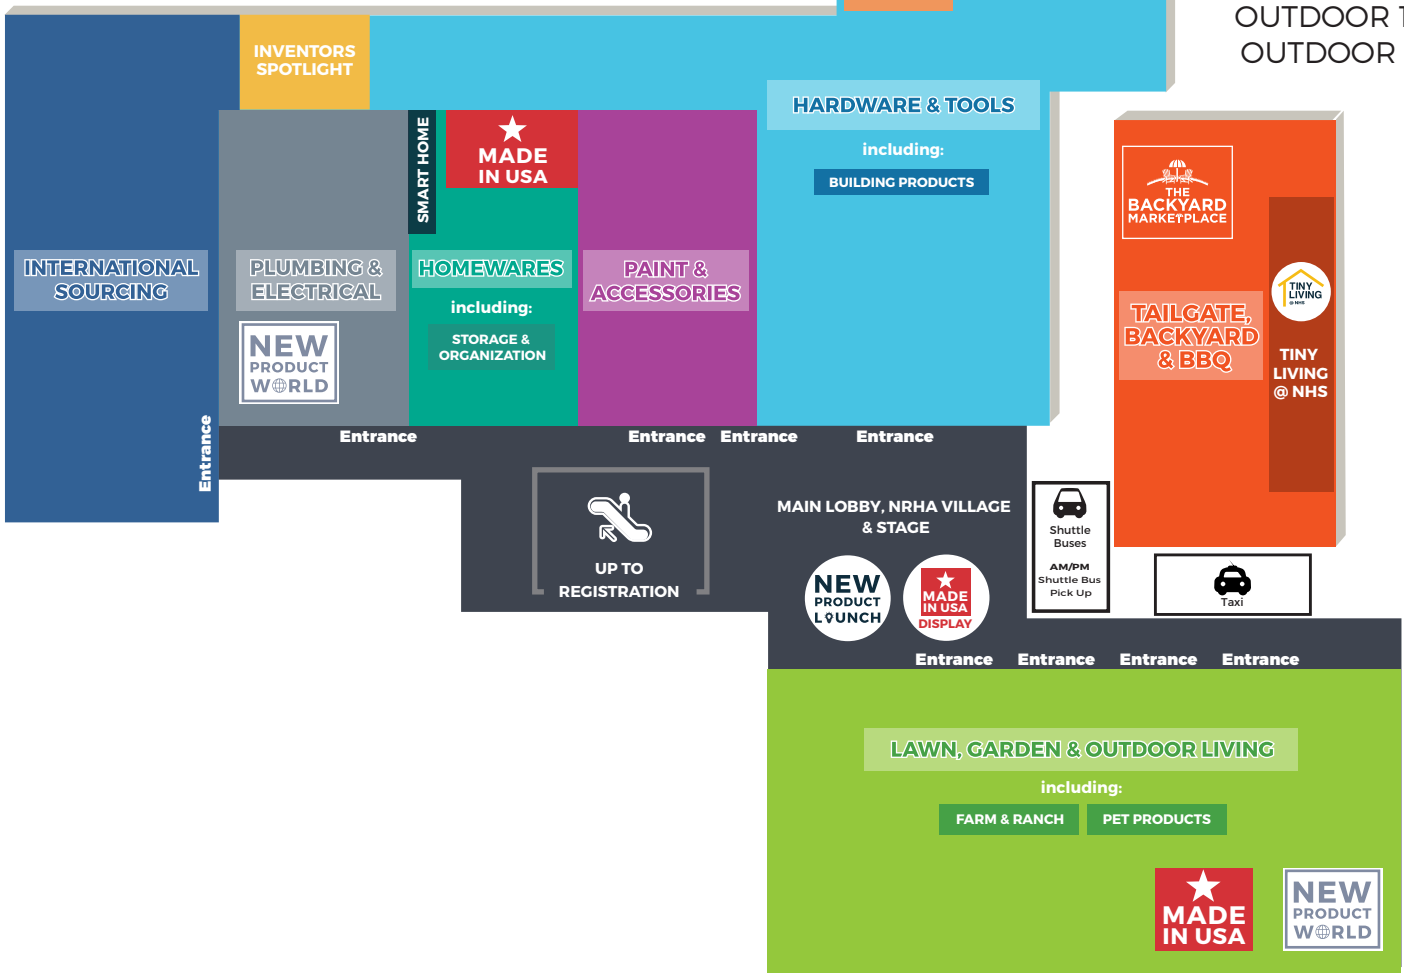 OUTDOOR 1
OUTDOOR
INVENTORS
SPOTLIGHT
HARDWARE & TOOLS
including:
BUILDING PRODUCTS
SMART HOME
MADE
IN USA
THE
BACKYARD
MARKETPLACE
INTERNATIONAL
SOURCING
PLUMBING &
ELECTRICAL
NEW
PRODUCT
WORLD
HOMEWARES
including:
STORAGE &
ORGANIZATION
PAINT &
ACCESSORIES
TAILGATE,
BACKYARD
& BBQ
TINY
LIVING
@ NHS
TINY
LIVING
@ NHS
Entrance
Entrance
Entrance
Entrance
Entrance
UP TO
REGISTRATION
MAIN LOBBY, NRHA VILLAGE
& STAGE
NEW
PRODUCT
LAUNCH
MADE
IN USA
DISPLAY
Shuttle
Buses
AM/PM
Shuttle Bus
Pick Up
Taxi
Entrance
Entrance
Entrance
Entrance
LAWN, GARDEN & OUTDOOR LIVING
including:
FARM & RANCH
PET PRODUCTS
MADE
IN USA
NEW
PRODUCT
WORLD